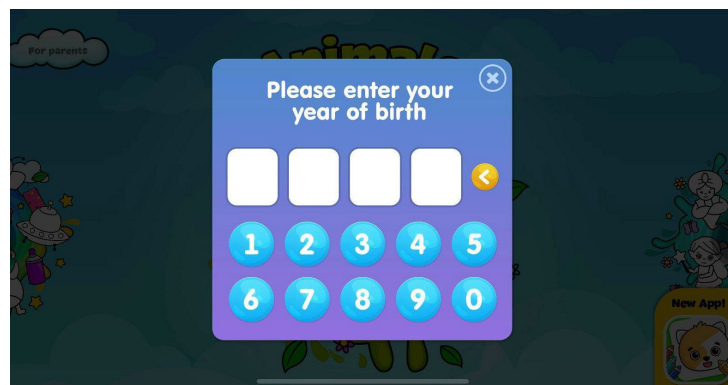 For parents
Animals
Please enter your
year of birth
1 2 3 4 5
6 7 8 9 0
New App!